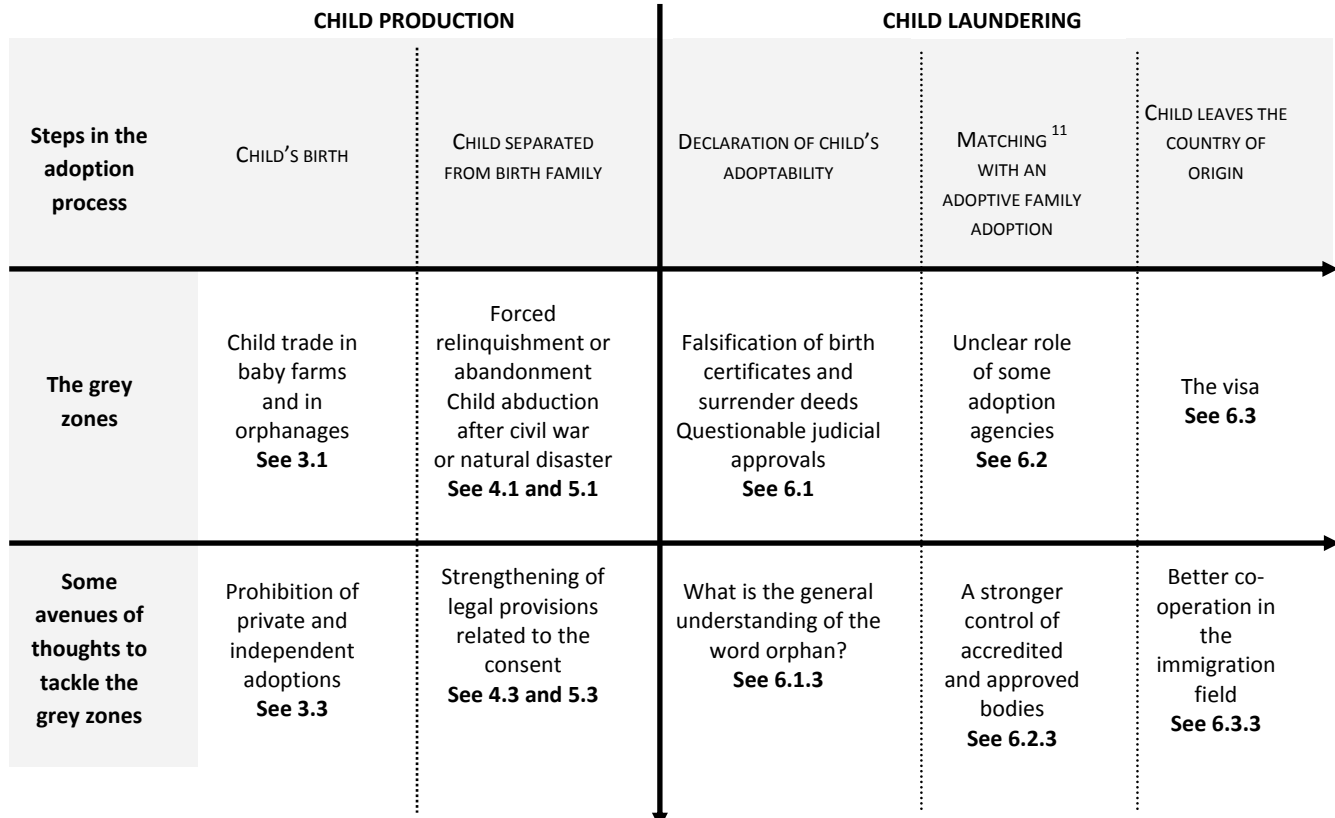 CHILD PRODUCTION
CHILD LAUNDERING
Steps in the
adoption
process
CHILD'S BIRTH
CHILD SEPARATED
FROM BIRTH FAMILY
DECLARATION OF CHILD'S
ADOPTABILITY
MATCHING 11
WITH AN
ADOPTIVE FAMILY
ADOPTION
CHILD LEAVES THE
COUNTRY OF
ORIGIN
The grey
zones
Child trade in
baby farms
and in
orphanages
See 3.1
Forced
relinquishment or
abandonment
Child abduction
after civil war
or natural disaster
See 4.1 and 5.1
Falsification of birth
certificates and
surrender deeds
Questionable judicial
approvals
See 6.1
Unclear role
of some
adoption
agencies
See 6.2
The visa
See 6.3
Some
avenues of
thoughts to
tackle the
grey zones
Prohibition of
private and
independent
adoptions
See 3.3
Strengthening of
legal provisions
related to the
consent
See 4.3 and 5.3
What is the general
understanding of the
word orphan?
See 6.1.3
A stronger
control of
accredited
and approved
bodies
See 6.2.3
Better co-
operation in
the
immigration
field
See 6.3.3